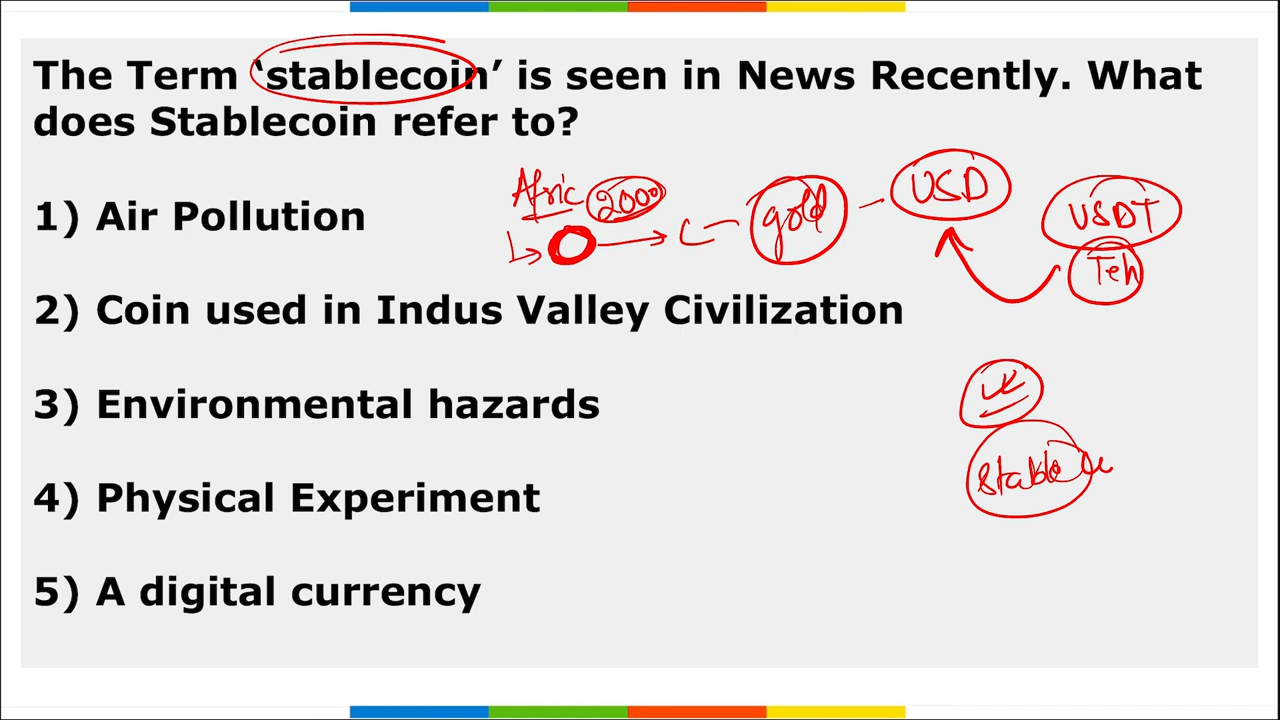 The Term ‘stablecoin’ is seen in News Recently. What
does Stablecoin refer to?
1) Air Pollution
Afric 2000
gold
USD
USDT
Teh
2) Coin used in Indus Valley Civilization
3) Environmental hazards
UK
4) Physical Experiment
5) A digital currency